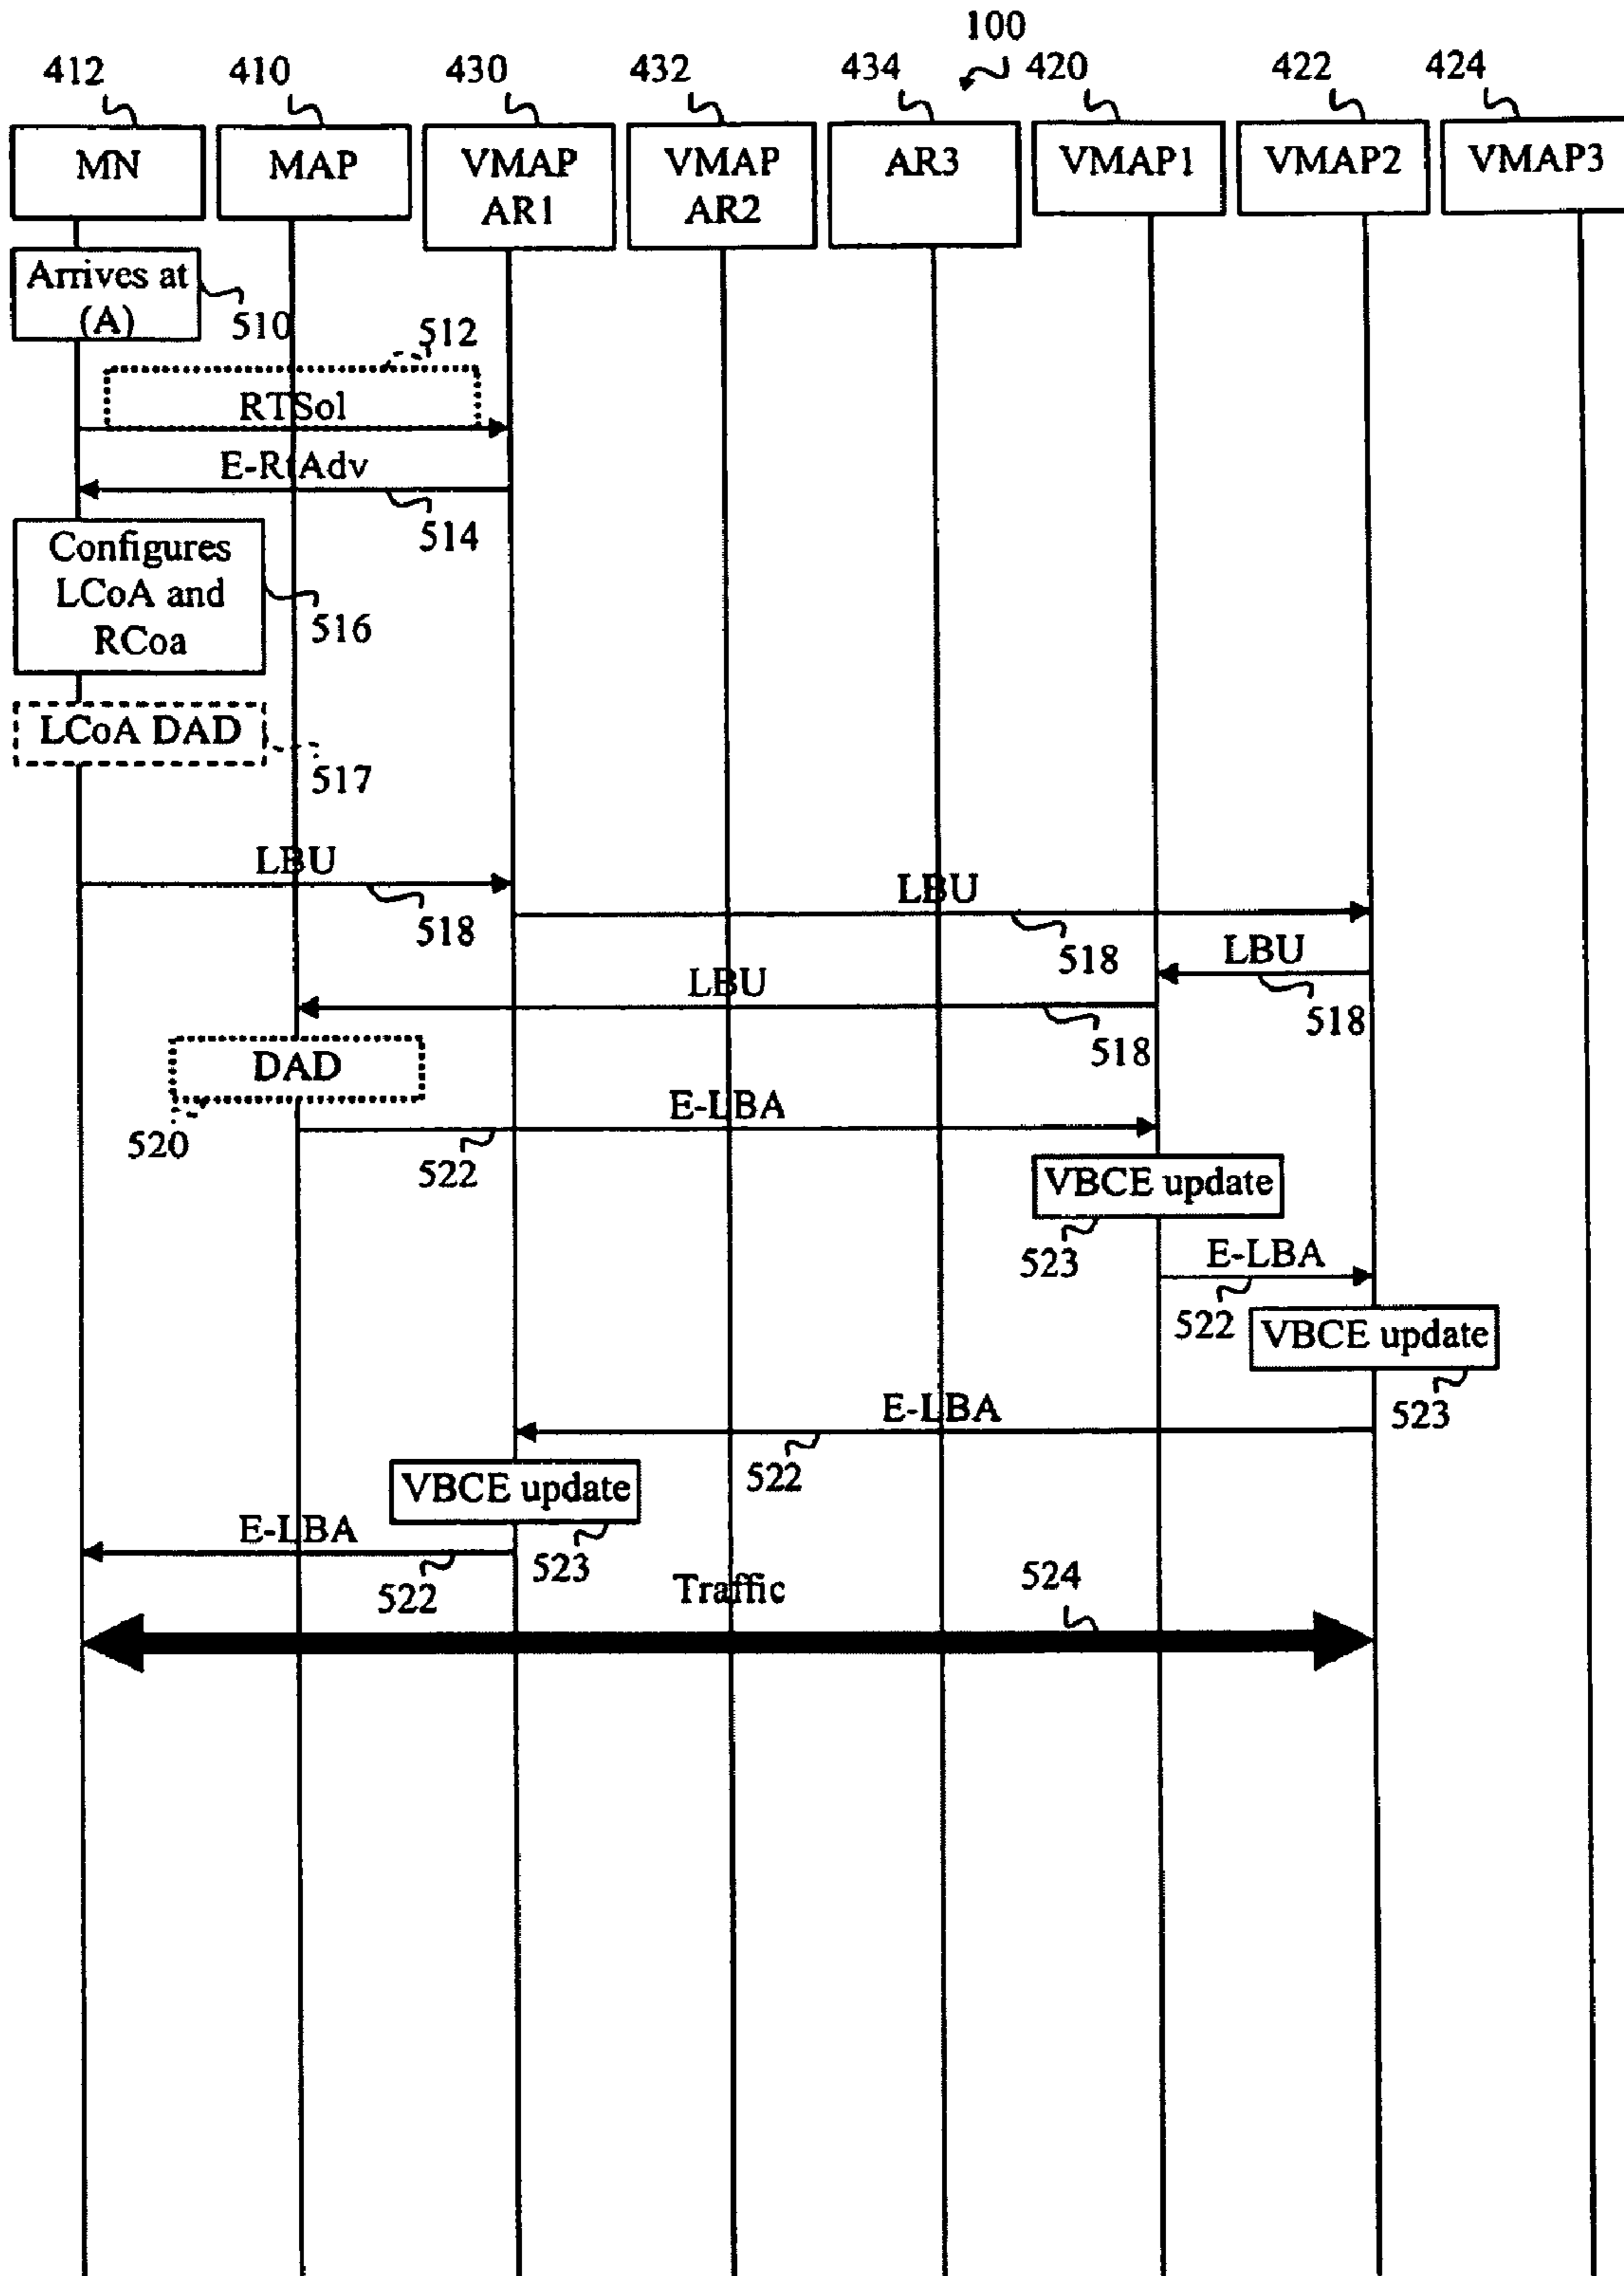 100
412 410 430 432 434 420 422 424
MN MAP VMAP AR1 VMAP AR2 AR3 VMAP1 VMAP2 VMAP3
Arrives at
(A)
510
512
RTSol
E-RtAdv
514
Configures
LCoA and
RCoa
516
LCoA DAD
517
LBU
518
LBU
518
LBU
518
LBU
518
DAD
520
E-LBA
522
VBCE update
523
E-LBA
522
VBCE update
523
E-LBA
522
VBCE update
523
E-LBA
522
Traffic
524